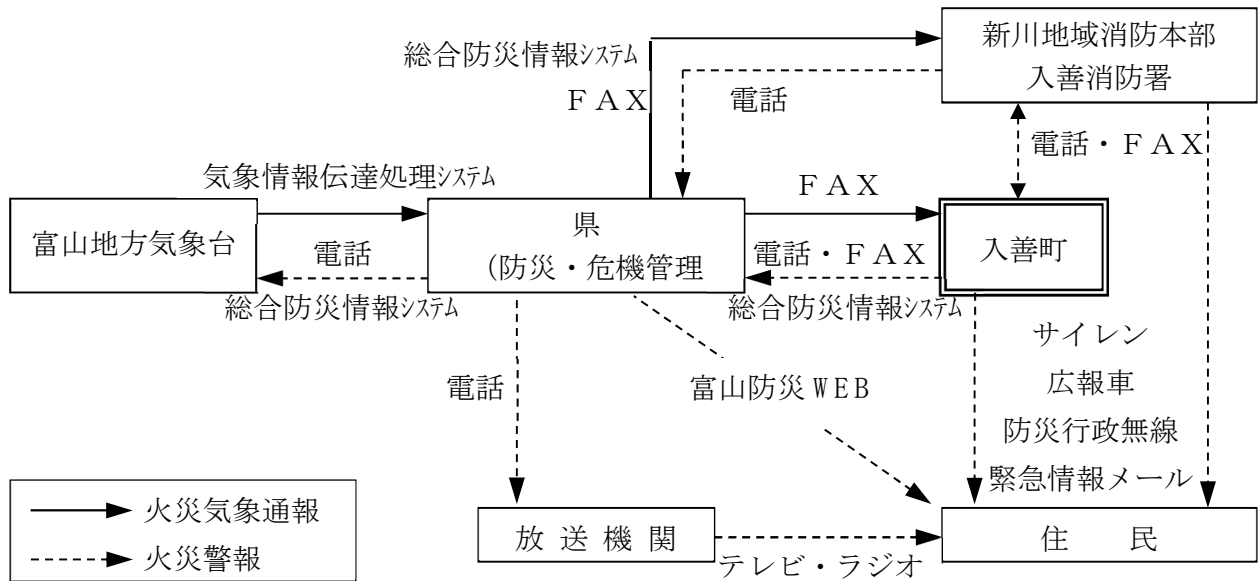 新川地域消防本部
入善消防署
総合防災情報システム
ＦＡＸ
電話
電話・ＦＡＸ
気象情報伝達処理システム
ＦＡＸ
富山地方気象台
県
（防災・危機管理
入善町
電話
電話・ＦＡＸ
総合防災情報システム
総合防災情報システム
サイレン
広報車
防災行政無線
緊急情報メール
電話
富山防災WEB
火災気象通報
火災警報
放送機関
テレビ・ラジオ
住　民